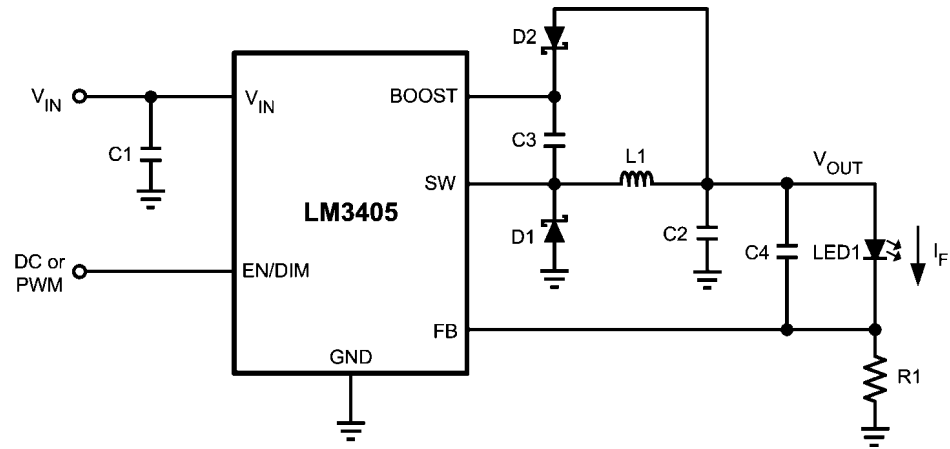 D2
V_IN
V_IN
BOOST
C1
C3
L1
V_OUT
SW
LM3405
D1
C2
C4
LED1
I_F
DC or
PWM
EN/DIM
FB
GND
R1